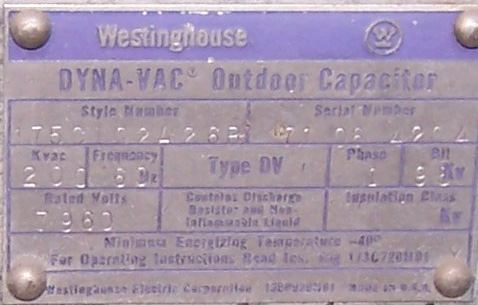 Westinghouse W
DYNA-VAC® Outdoor Capacitor
Style Number Serial Number
Kvac Frequency Type DV Phase Bil
200 60 Hz 1 95 Kv
Rated Volts Contains Discharge Insulation Class
7960 Resistor and Non- Kv
Inflammable Liquid
Minimum Energizing Temperature -40°
For Operating Instructions Read Ins.
Westinghouse Electric Corporation Made in U.S.A.